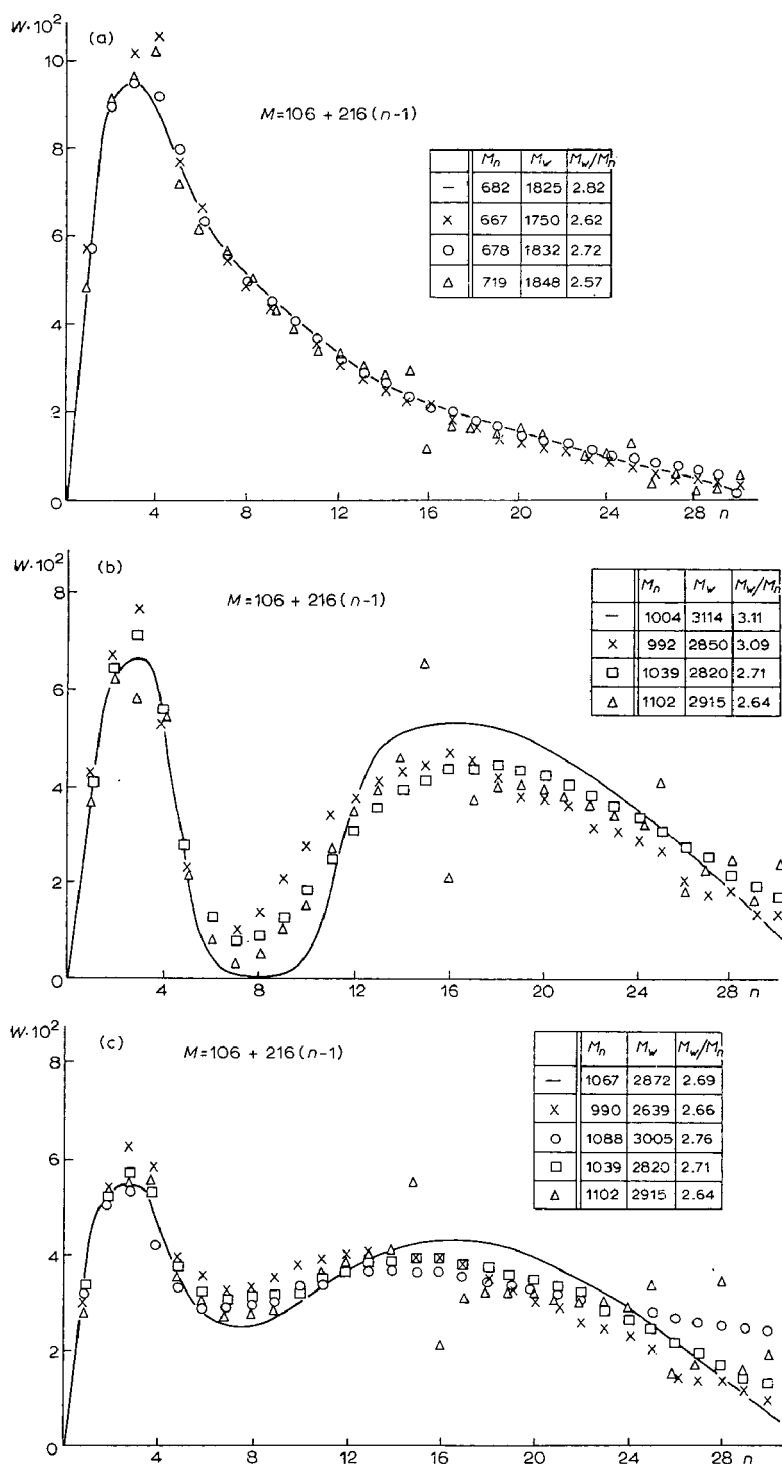 W·10²
(a)
10
8
6
4
2
0
M=106 + 216(n-1)
Mn Mw Mw/Mn
— 682 1825 2.82
× 667 1750 2.62
○ 678 1832 2.72
△ 719 1848 2.57
4 8 12 16 20 24 28 n
W·10²
(b)
8
6
4
2
0
M=106 + 216(n-1)
Mn Mw Mw/Mn
— 1004 3114 3.11
× 992 2850 3.09
□ 1039 2820 2.71
△ 1102 2915 2.64
4 8 12 16 20 24 28 n
W·10²
(c)
8
6
4
2
0
M=106 + 216(n-1)
Mn Mw Mw/Mn
— 1067 2872 2.69
× 990 2639 2.66
○ 1088 3005 2.76
□ 1039 2820 2.71
△ 1102 2915 2.64
4 8 12 16 20 24 28 n